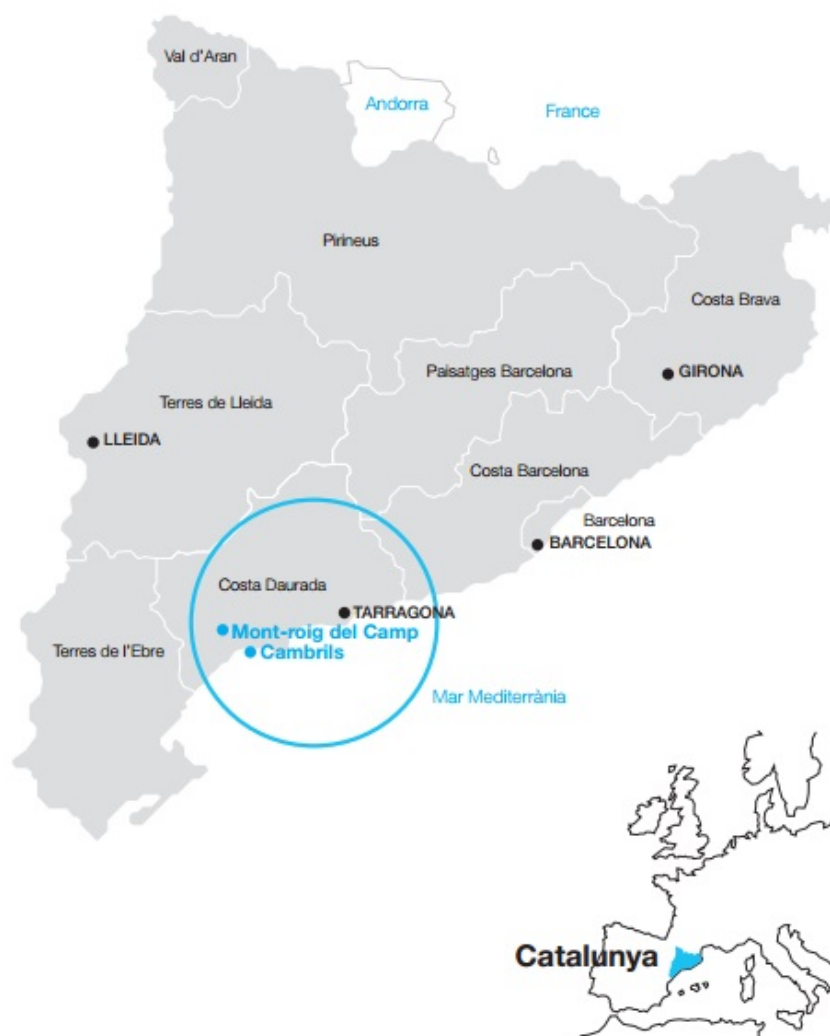 Val d'Aran
Andorra
France
Pirineus
Costa Brava
Paisatges Barcelona
GIRONA
Terres de Lleida
LLEIDA
Costa Barcelona
Barcelona
BARCELONA
Costa Daurada
TARRAGONA
Mont-roig del Camp
Cambrils
Terres de l'Ebre
Mar Mediterrània
Catalunya